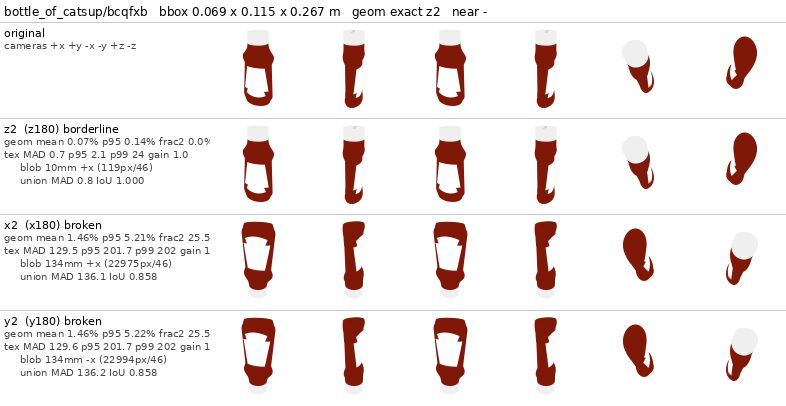 bottle_of_catsup/bcqfxb bbox 0.069 x 0.115 x 0.267 m geom exact z2 near -
original
cameras +x +y -x -y +z -z
z2 (z180) borderline
geom mean 0.07% p95 0.14% frac2 0.0%
tex MAD 0.7 p95 2.1 p99 24 gain 1.0
blob 10mm +x (119px/46)
union MAD 0.8 IoU 1.000
x2 (x180) broken
geom mean 1.46% p95 5.21% frac2 25.5
tex MAD 129.5 p95 201.7 p99 202 gain 1
blob 134mm +x (22975px/46)
union MAD 136.1 IoU 0.858
y2 (y180) broken
geom mean 1.46% p95 5.22% frac2 25.5
tex MAD 129.6 p95 201.7 p99 202 gain 1
blob 134mm -x (22994px/46)
union MAD 136.2 IoU 0.858